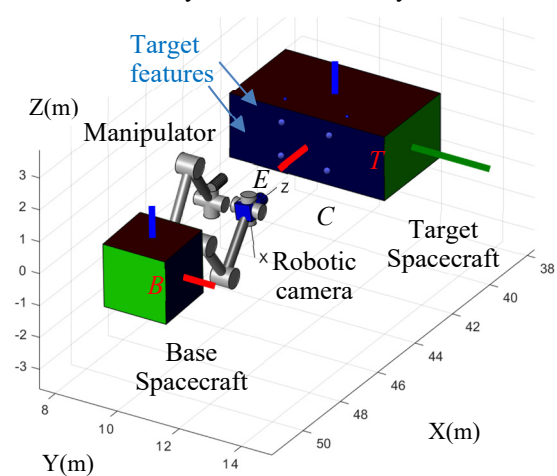 Target
features
Z(m)
Manipulator
3
2
1
0
-1
-2
-3
E
z
T
C
x
Robotic
camera
Target
Spacecraft
B
Base
Spacecraft
38
40
42
44
46
48
50
X(m)
8
10
12
14
Y(m)